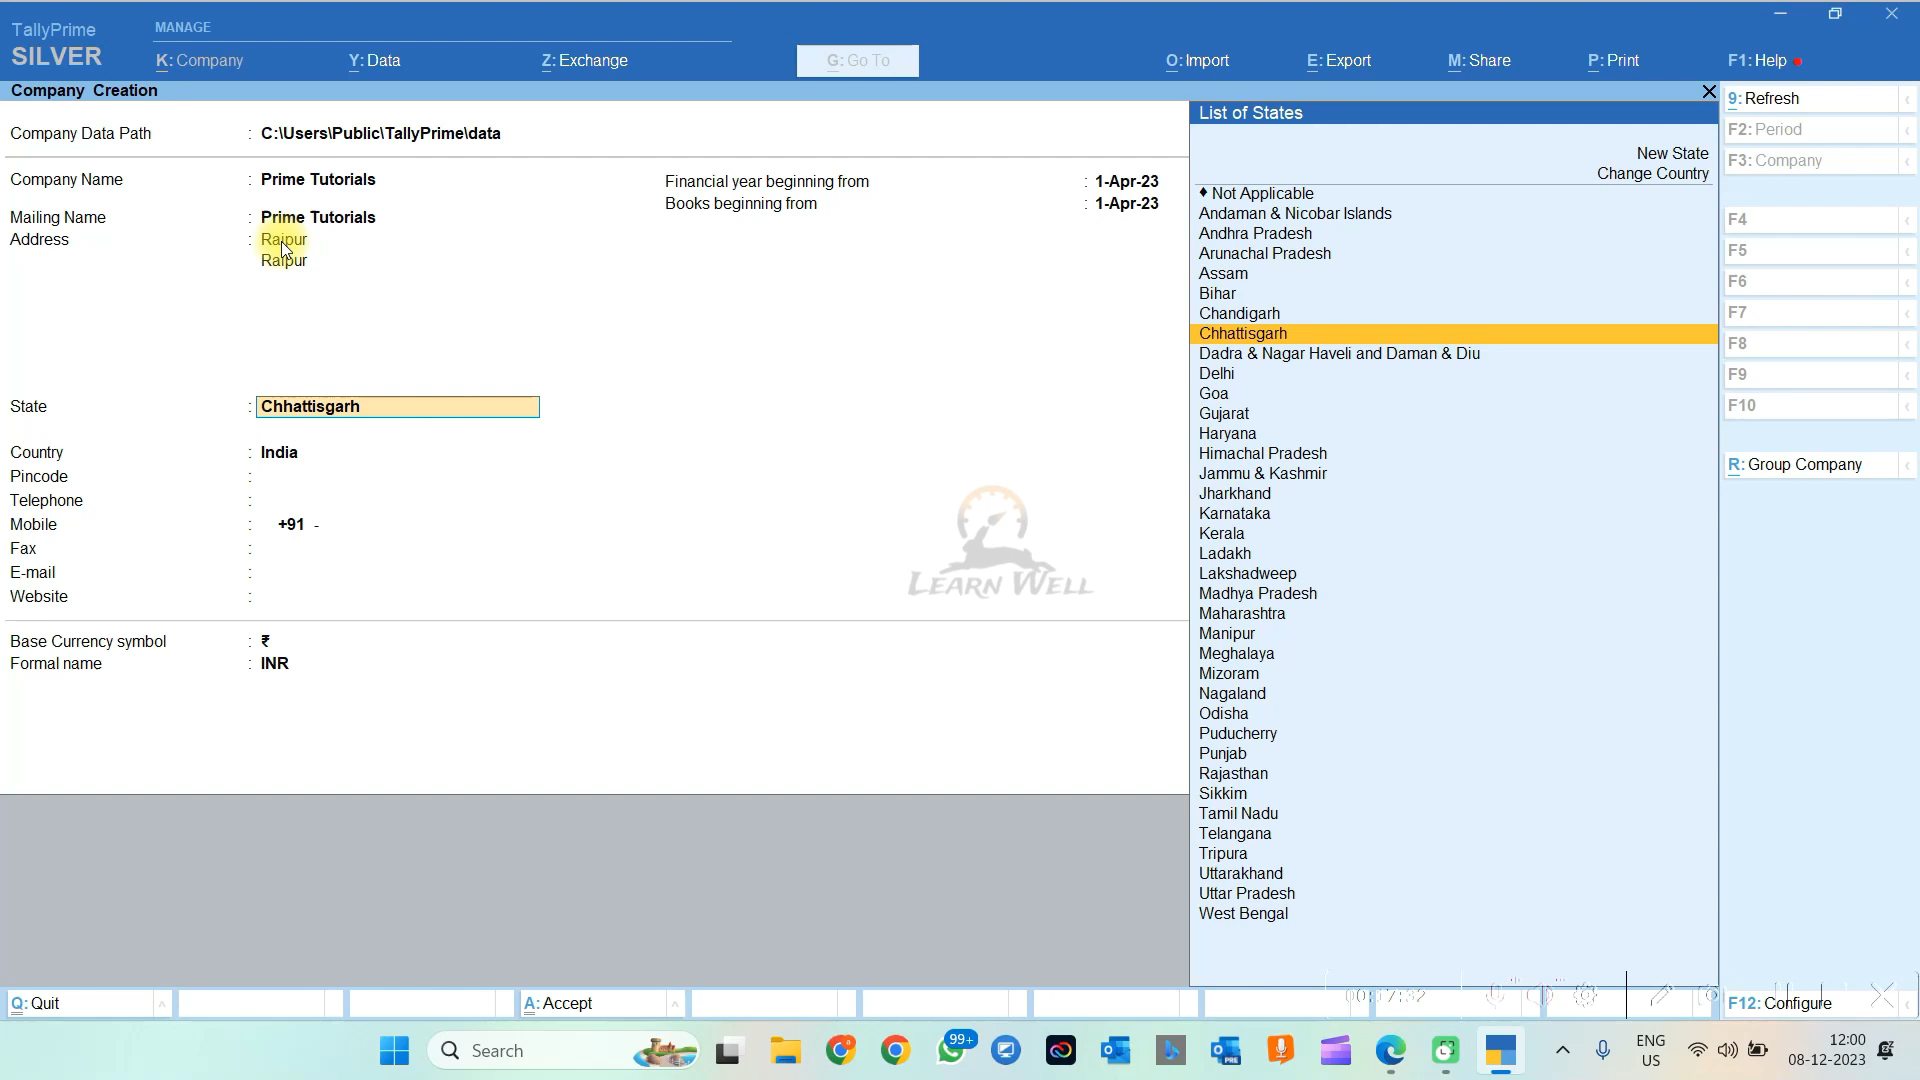 TallyPrime
SILVER
MANAGE
K: Company
Y: Data
Z: Exchange
G: Go To
O: Import
E: Export
M: Share
P: Print
F1: Help
Company Creation
Company Data Path : C:\Users\Public\TallyPrime\data
Company Name : Prime Tutorials
Financial year beginning from : 1-Apr-23
Books beginning from : 1-Apr-23
Mailing Name : Prime Tutorials
Address : Raipur
Raipur
State : Chhattisgarh
Country : India
Pincode :
Telephone :
Mobile : +91 -
Fax :
E-mail :
Website :
Base Currency symbol : ₹
Formal name : INR
LEARN WELL
List of States
New State
Change Country
♦ Not Applicable
Andaman & Nicobar Islands
Andhra Pradesh
Arunachal Pradesh
Assam
Bihar
Chandigarh
Chhattisgarh
Dadra & Nagar Haveli and Daman & Diu
Delhi
Goa
Gujarat
Haryana
Himachal Pradesh
Jammu & Kashmir
Jharkhand
Karnataka
Kerala
Ladakh
Lakshadweep
Madhya Pradesh
Maharashtra
Manipur
Meghalaya
Mizoram
Nagaland
Odisha
Puducherry
Punjab
Rajasthan
Sikkim
Tamil Nadu
Telangana
Tripura
Uttarakhand
Uttar Pradesh
West Bengal
9: Refresh
F2: Period
F3: Company
F4
F5
F6
F7
F8
F9
F10
R: Group Company
F12: Configure
Q: Quit
A: Accept
Search
99+
PRE
ENG
US
12:00
08-12-2023